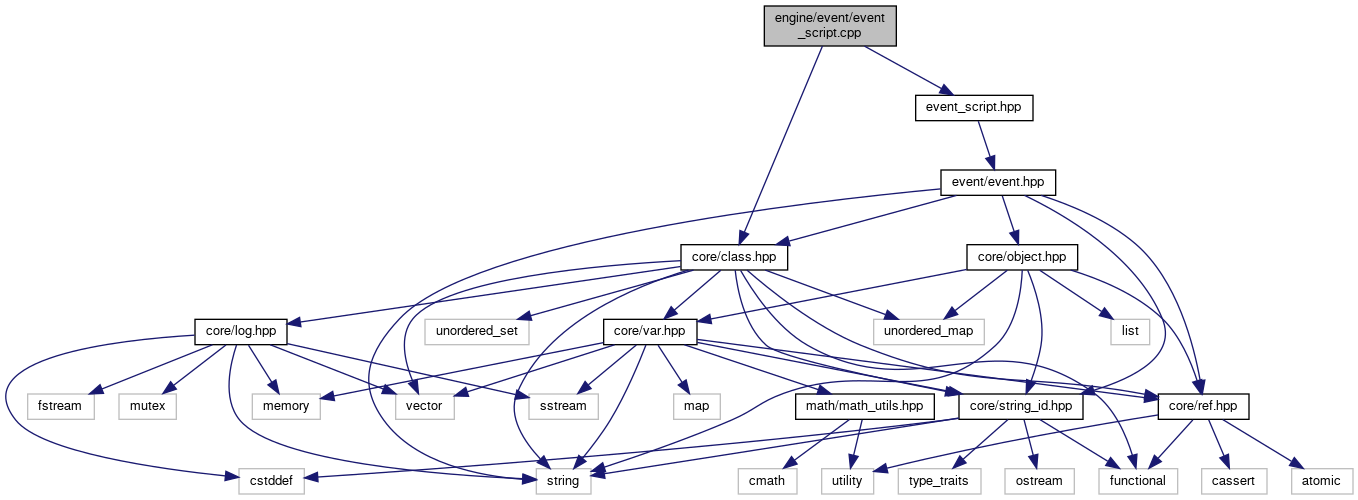 engine/event/event
_script.cpp
event_script.hpp
event/event.hpp
core/class.hpp
core/object.hpp
core/log.hpp
unordered_set
core/var.hpp
unordered_map
list
fstream
mutex
memory
vector
sstream
map
math/math_utils.hpp
core/string_id.hpp
core/ref.hpp
cstddef
string
cmath
utility
type_traits
ostream
functional
cassert
atomic